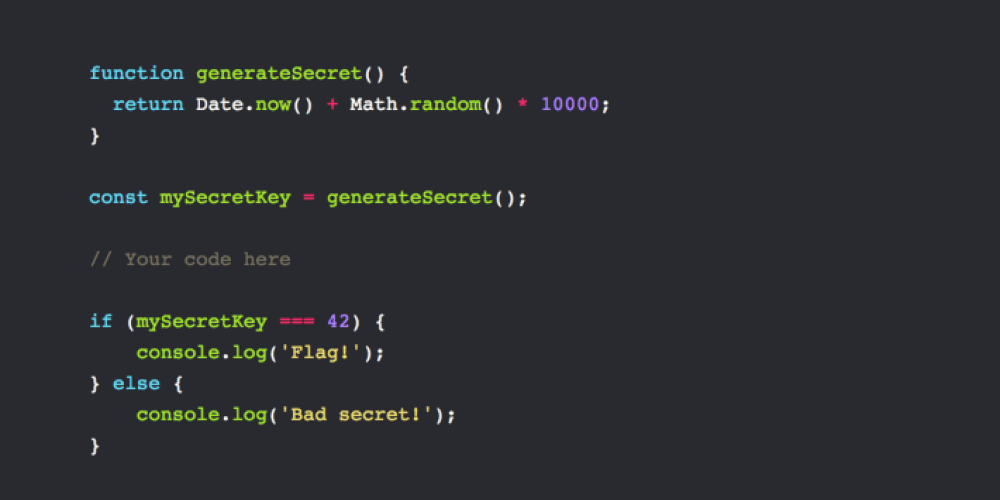 function generateSecret() {
  return Date.now() + Math.random() * 10000;
}
const mySecretKey = generateSecret();
// Your code here
if (mySecretKey === 42) {
    console.log('Flag!');
} else {
    console.log('Bad secret!');
}